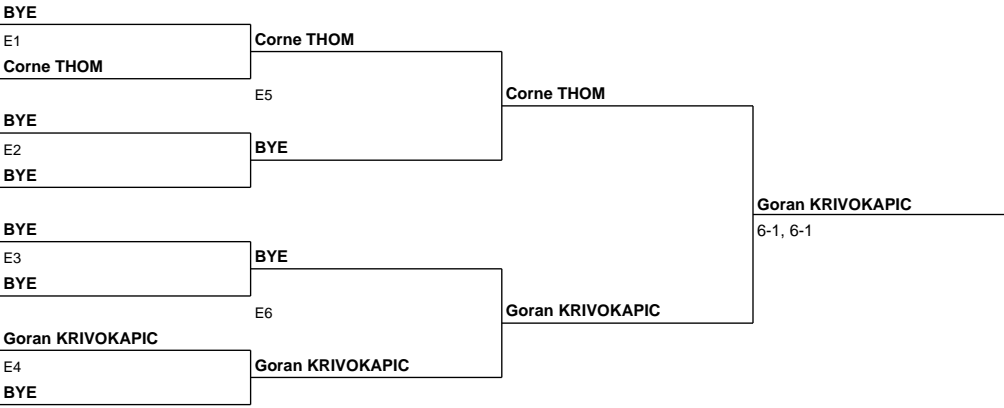 BYE
E1
Corne THOM
BYE
E2
BYE
BYE
E3
BYE
Goran KRIVOKAPIC
E4
BYE
Corne THOM
E5
BYE
BYE
E6
Goran KRIVOKAPIC
Corne THOM
Goran KRIVOKAPIC
Goran KRIVOKAPIC
6-1, 6-1